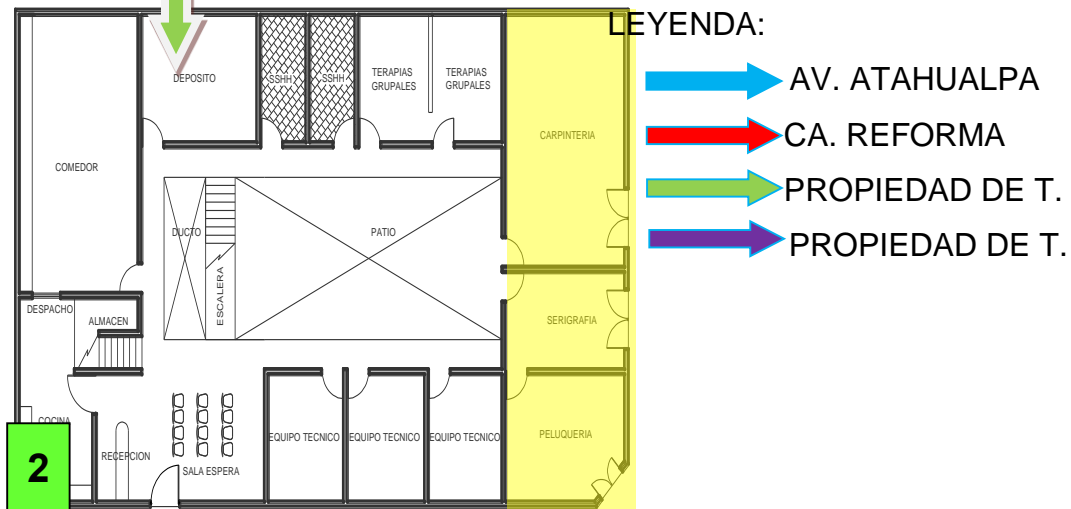 LEYENDA:
AV. ATAHUALPA
CA. REFORMA
PROPIEDAD DE T.
PROPIEDAD DE T.
DEPOSITO
SSHH
SSHH
TERAPIAS
GRUPALES
TERAPIAS
GRUPALES
CARPINTERIA
COMEDOR
DUCTO
ESCALERA
PATIO
DESPACHO
ALMACEN
SERIGRAFIA
COCINA
RECEPCION
SALA ESPERA
EQUIPO TECNICO
EQUIPO TECNICO
EQUIPO TECNICO
PELUQUERIA
2